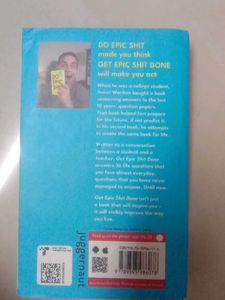 DO EPIC SHIT
made you think
GET EPIC SHIT DONE
will make you act
When he was a college student,
Ankur Warikoo bought a book
containing answers to the last
10 years' question papers.
That book helped him prepare
for the future, if not predict it.
In his second book, he attempts
to create the same book for life.
Written as a conversation
between a student and a
teacher, Get Epic Shit Done
answers 36 life questions that
you face almost everyday,
questions that you have never
managed to answer. Until now.
Get Epic Shit Done isn't just
a book that will inspire you –
it will visibly improve the way
you live.
juggernaut